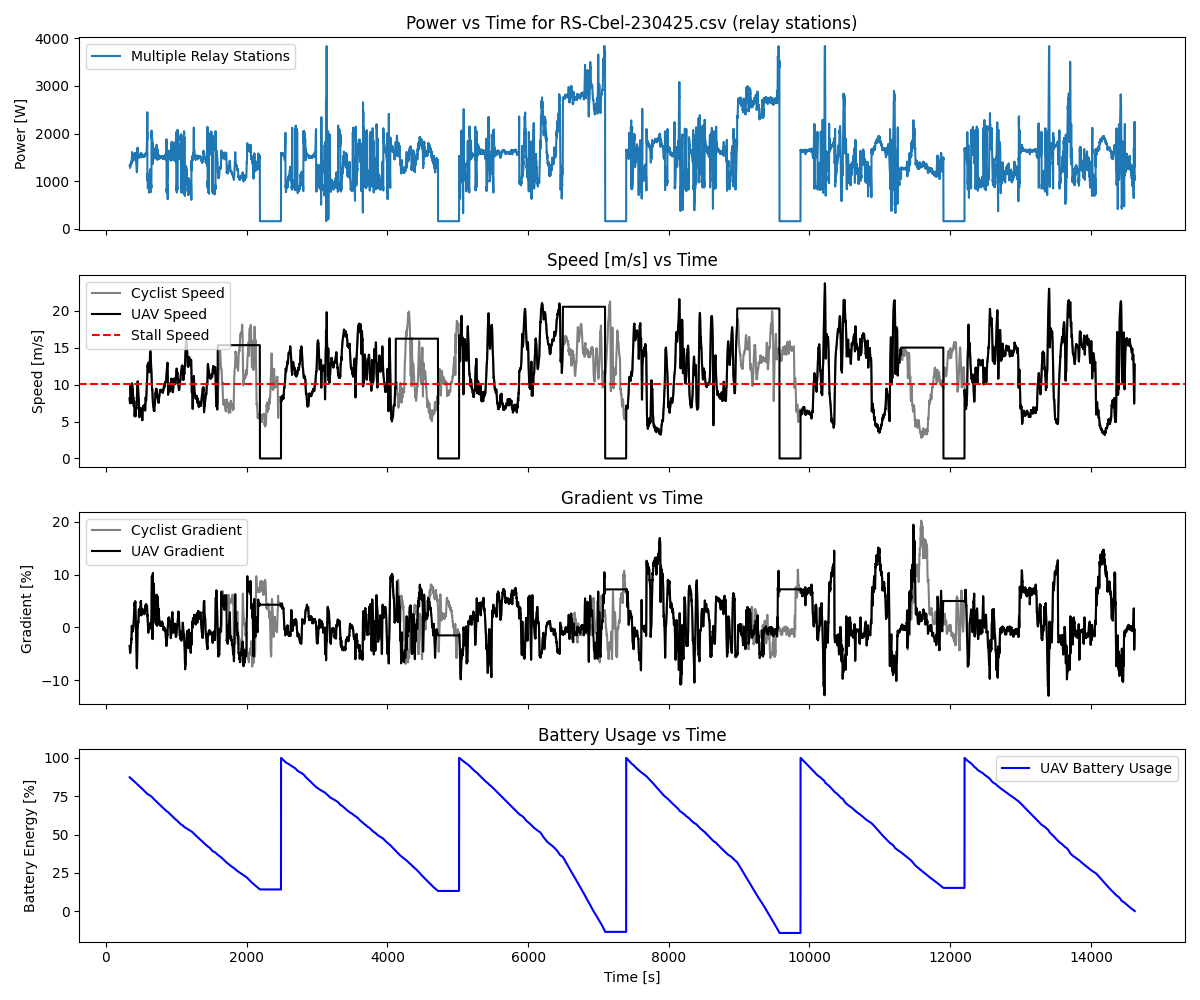 Power vs Time for RS-Cbel-230425.csv (relay stations)
Power [W]
4000
3000
2000
1000
0
Multiple Relay Stations
Speed [m/s] vs Time
Speed [m/s]
20
15
10
5
0
Cyclist Speed
UAV Speed
Stall Speed
Gradient vs Time
Gradient [%]
20
10
0
−10
Cyclist Gradient
UAV Gradient
Battery Usage vs Time
Battery Energy [%]
100
75
50
25
0
UAV Battery Usage
0 2000 4000 6000 8000 10000 12000 14000
Time [s]